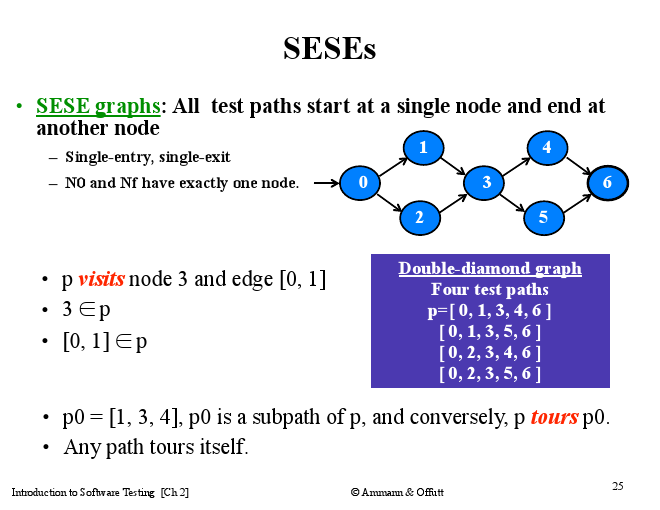 SESEs
• SESE graphs: All test paths start at a single node and end at
another node
– Single-entry, single-exit
– N0 and Nf have exactly one node.
1
4
0
3
6
2
5
• p visits node 3 and edge [0, 1]
• 3 ∈ p
• [0, 1] ∈ p
Double-diamond graph
Four test paths
p=[ 0, 1, 3, 4, 6 ]
[ 0, 1, 3, 5, 6 ]
[ 0, 2, 3, 4, 6 ]
[ 0, 2, 3, 5, 6 ]
• p0 = [1, 3, 4], p0 is a subpath of p, and conversely, p tours p0.
• Any path tours itself.
Introduction to Software Testing [Ch 2]
© Ammann & Offutt
25